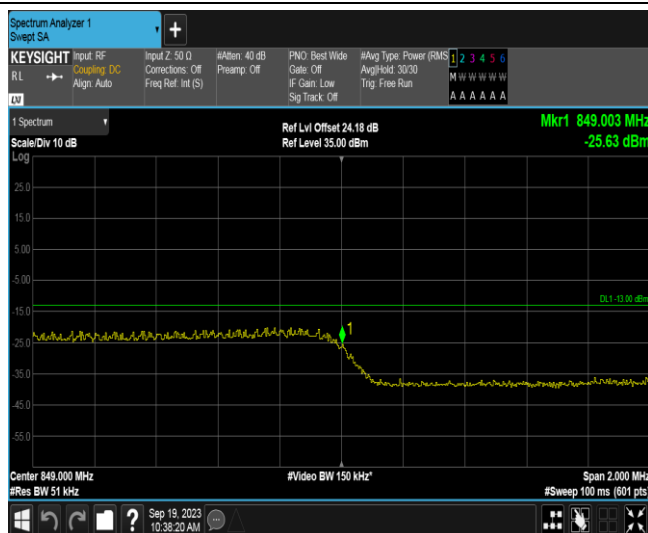 Spectrum Analyzer 1
Swept SA
+
KEYSIGHT
RL
LXI
Input: RF
Coupling: DC
Align: Auto
Input Z: 50 Ω
Corrections: Off
Freq Ref: Int (S)
#Atten: 40 dB
Preamp: Off
PNO: Best Wide
Gate: Off
IF Gain: Low
Sig Track: Off
#Avg Type: Power (RMS
Avg|Hold: 30/30
Trig: Free Run
1 2 3 4 5 6
M W W W W W
A A A A A A
1 Spectrum
Scale/Div 10 dB
Ref Lvl Offset 24.18 dB
Ref Level 35.00 dBm
Mkr1 849.003 MHz
-25.63 dBm
Log
25.0
15.0
5.00
-5.00
DL1 -13.00 dBm
-15.0
1
-25.0
-35.0
-45.0
-55.0
Center 849.000 MHz
#Video BW 150 kHz*
Span 2.000 MHz
#Res BW 51 kHz
#Sweep 100 ms (601 pts)
?
Sep 19, 2023
10:38:20 AM